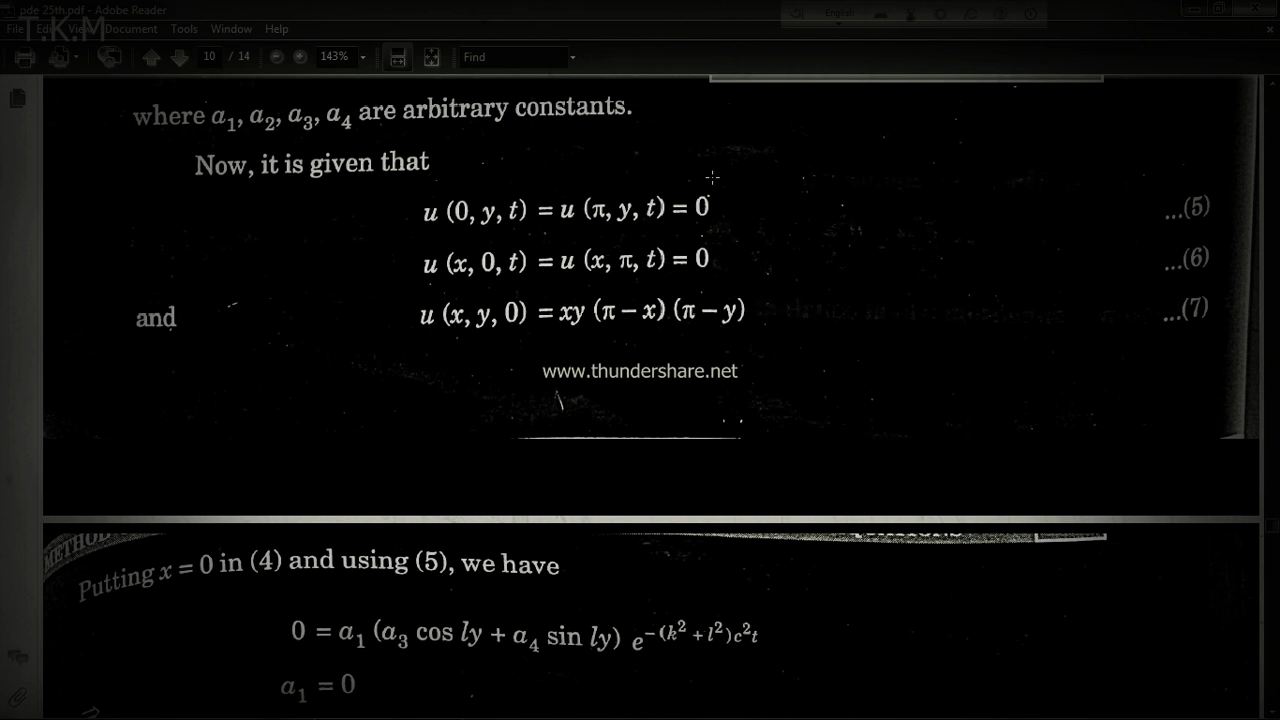 pde 25th.pdf - Adobe Reader
T.K.M
File Edit View Document Tools Window Help
10 / 14 143% Find
English
where a₁, a₂, a₃, a₄ are arbitrary constants.
Now, it is given that
u (0, y, t) = u (π, y, t) = 0 ...(5)
u (x, 0, t) = u (x, π, t) = 0 ...(6)
and u (x, y, 0) = xy (π – x) (π – y) ...(7)
www.thundershare.net
METHOD
Putting x = 0 in (4) and using (5), we have
0 = a₁ (a₃ cos ly + a₄ sin ly) e^–(k² + l²)c²t
a₁ = 0